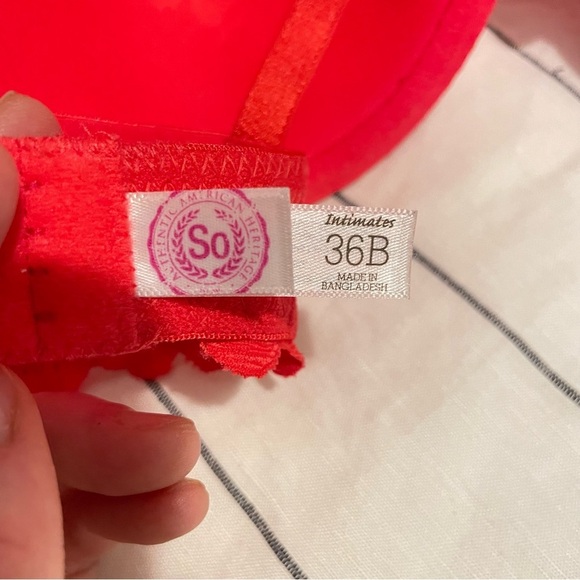 AUTHENTIC AMERICAN HERITAGE
So
Intimates
36B
MADE IN
BANGLADESH